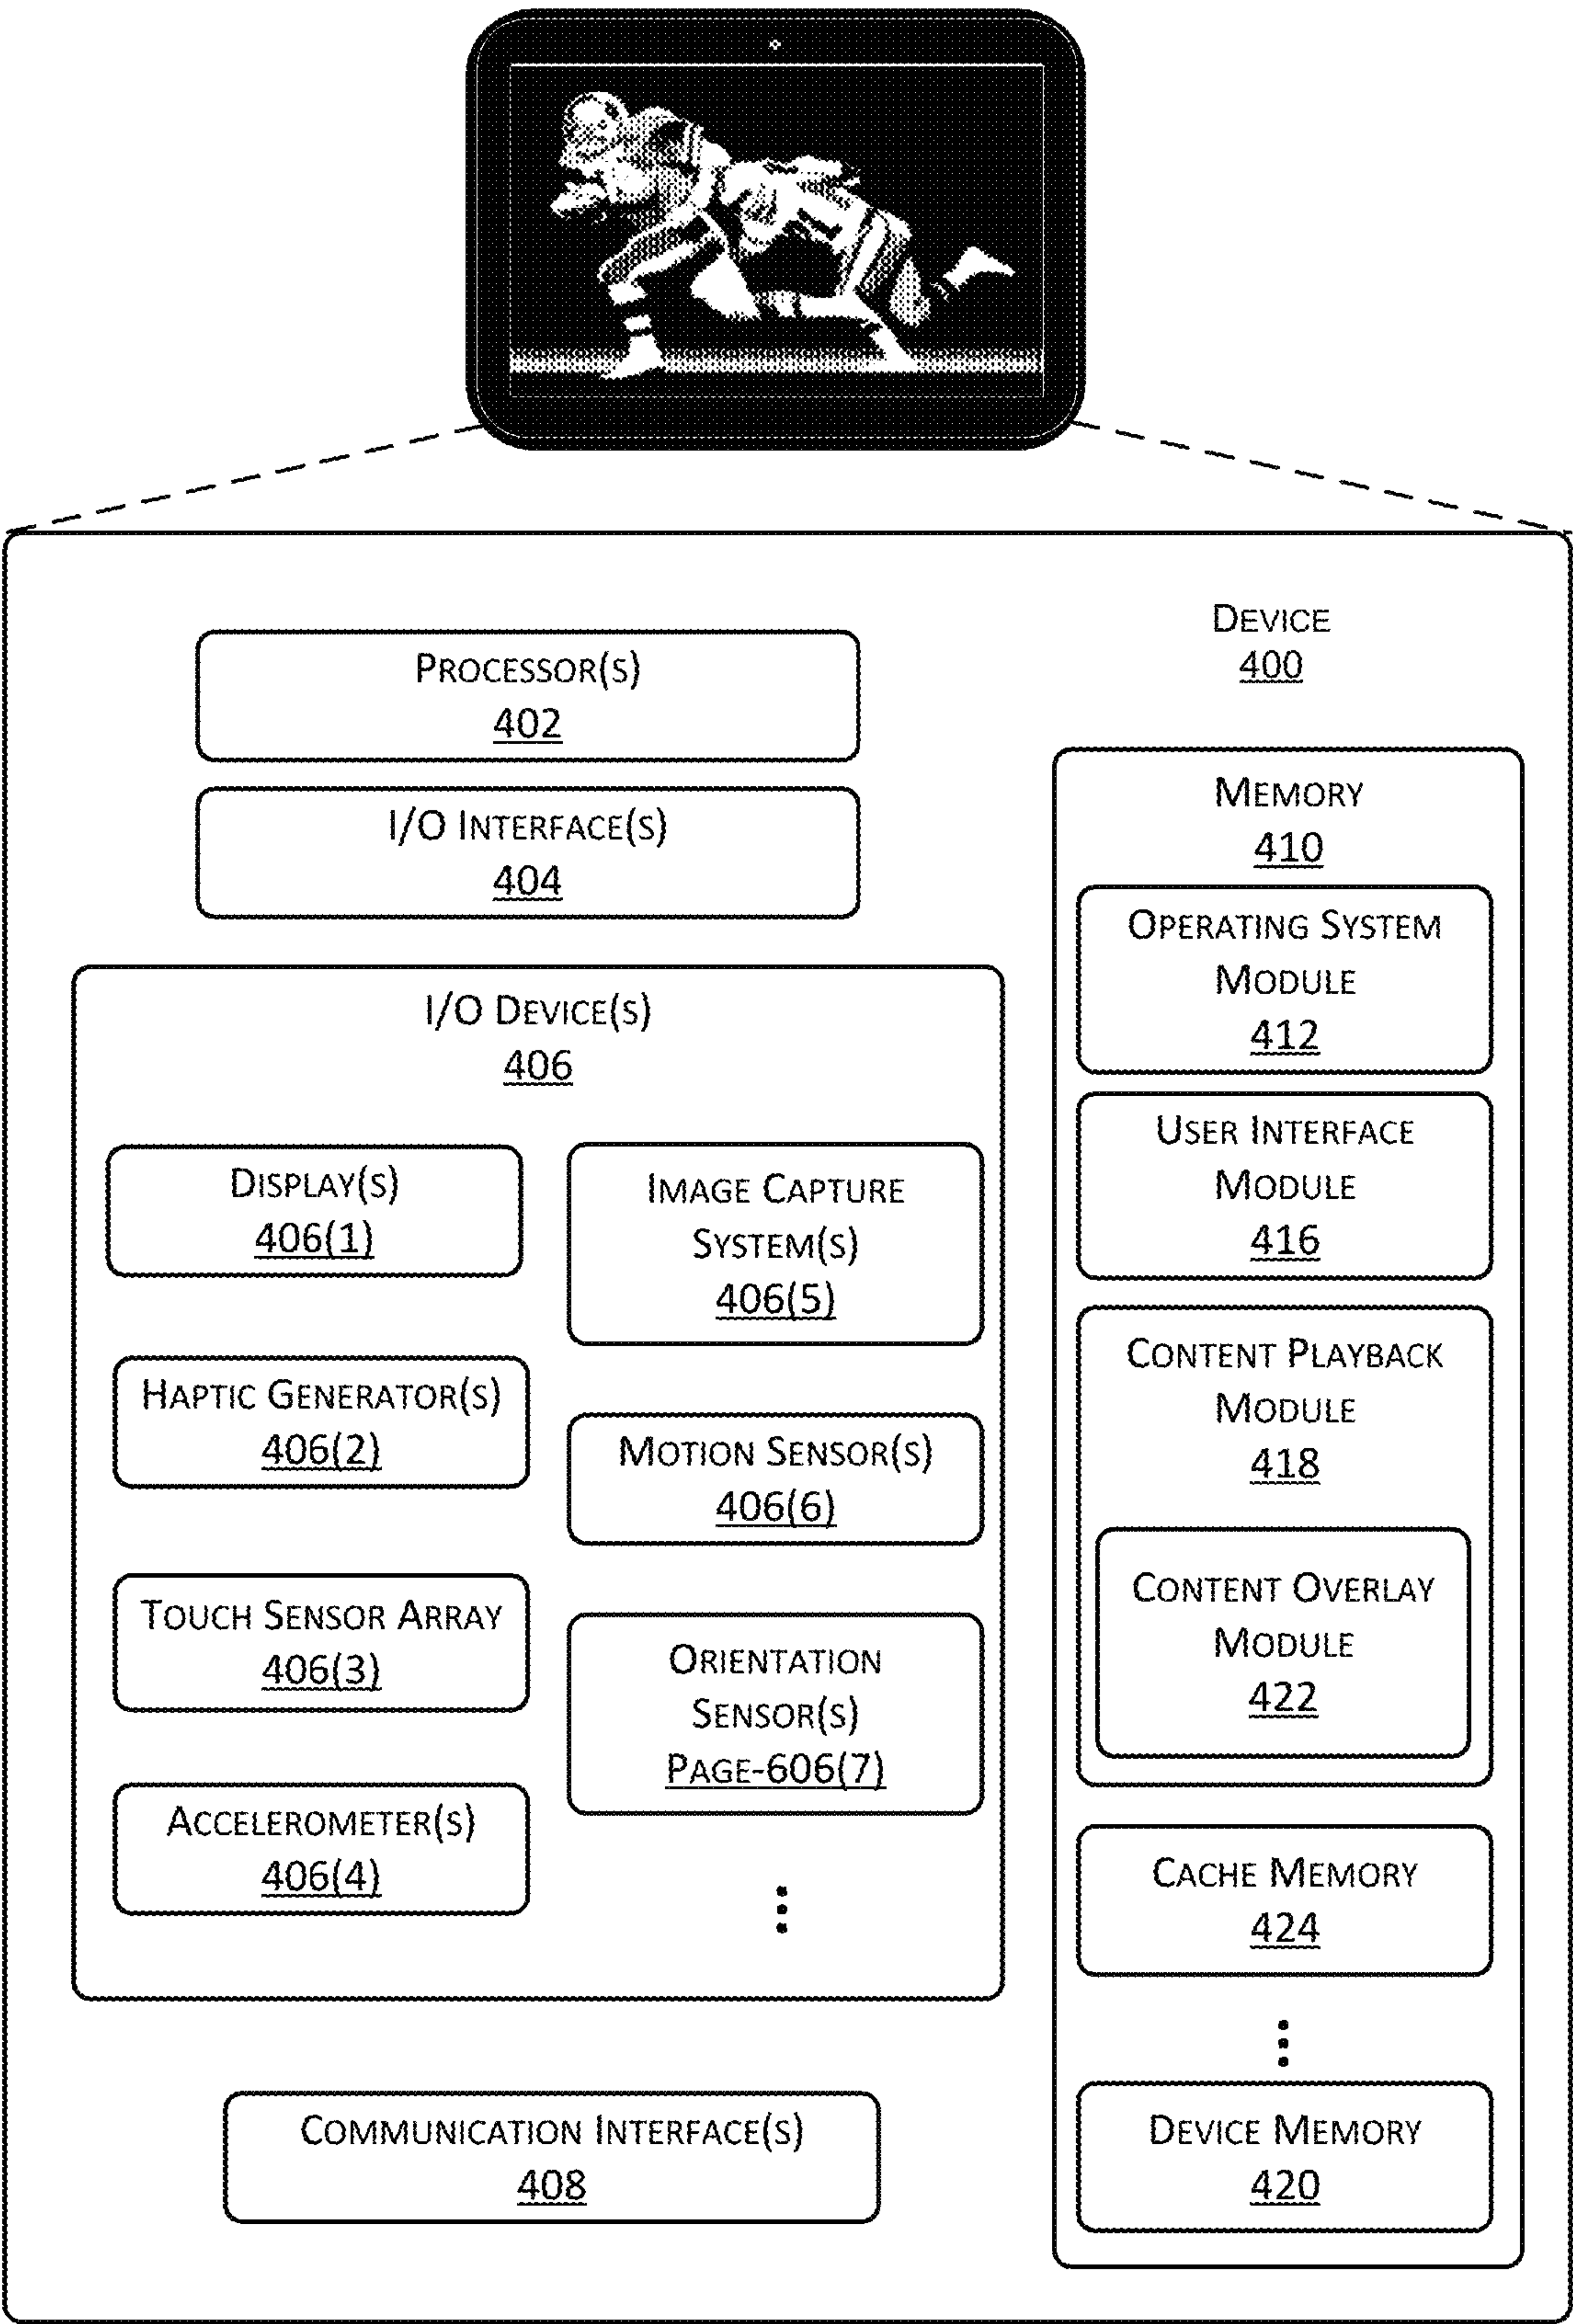 DEVICE
400
PROCESSOR(S)
402
I/O INTERFACE(S)
404
I/O DEVICE(S)
406
DISPLAY(S)
406(1)
HAPTIC GENERATOR(S)
406(2)
TOUCH SENSOR ARRAY
406(3)
ACCELEROMETER(S)
406(4)
IMAGE CAPTURE
SYSTEM(S)
406(5)
MOTION SENSOR(S)
406(6)
ORIENTATION
SENSOR(S)
PAGE-606(7)
COMMUNICATION INTERFACE(S)
408
MEMORY
410
OPERATING SYSTEM
MODULE
412
USER INTERFACE
MODULE
416
CONTENT PLAYBACK
MODULE
418
CONTENT OVERLAY
MODULE
422
CACHE MEMORY
424
DEVICE MEMORY
420